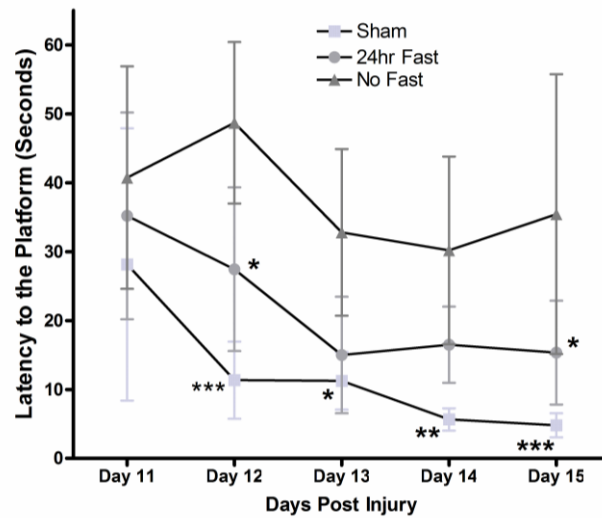 Sham
24hr Fast
No Fast
Latency to the Platform (Seconds)
60
50
40
30
20
10
0
*
***
*
**
*
***
Day 11 Day 12 Day 13 Day 14 Day 15
Days Post Injury